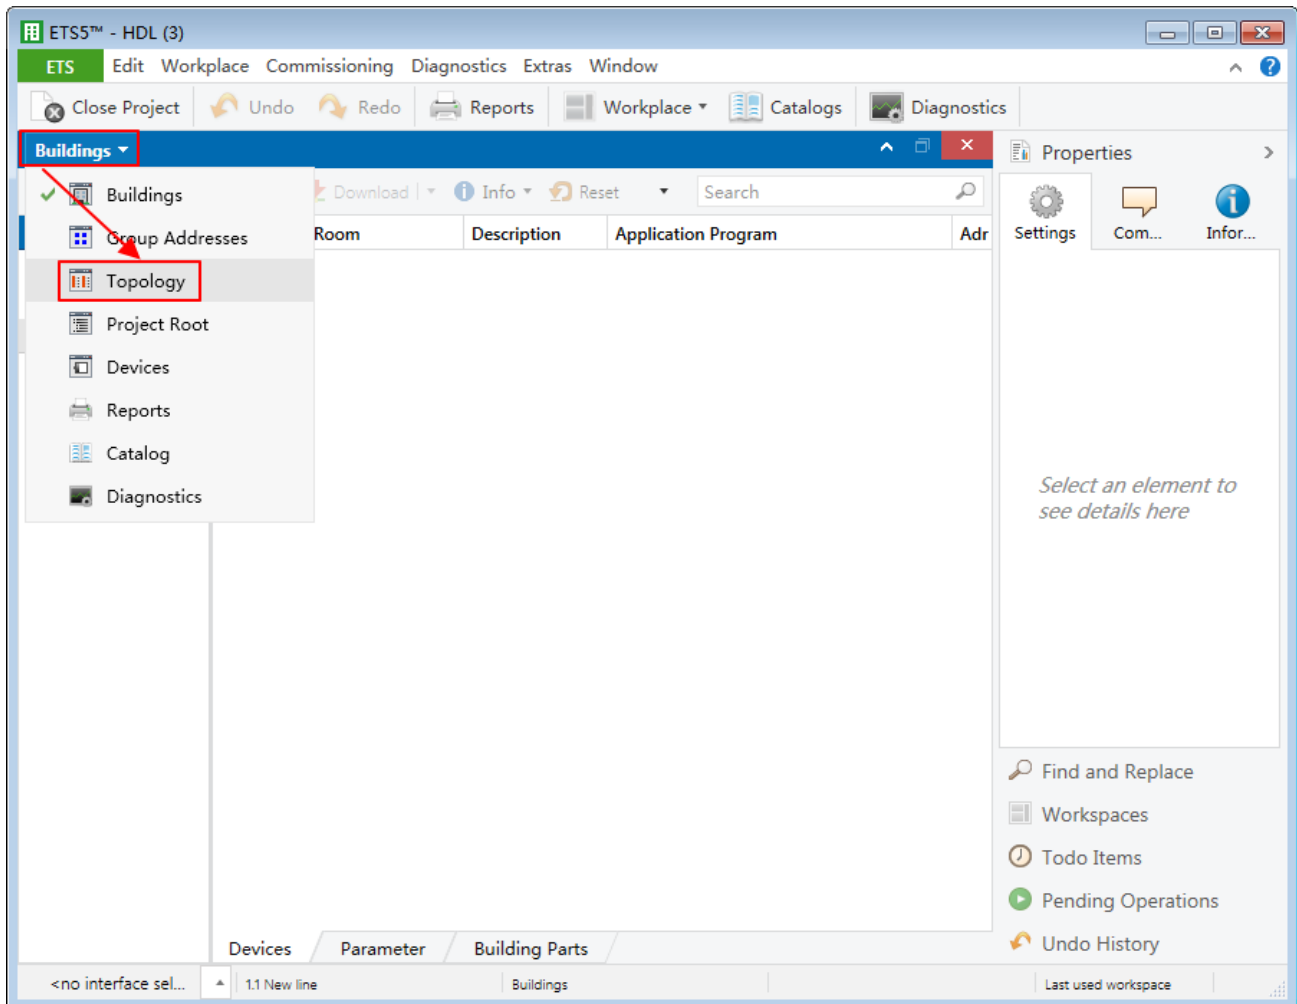 ETS5™ - HDL (3)
ETS Edit Workplace Commissioning Diagnostics Extras Window
Close Project Undo Redo Reports Workplace Catalogs Diagnostics
Buildings
Properties
Buildings
Download Info Reset Search
Group Addresses
Room Description Application Program Adr
Settings Com... Infor...
Topology
Project Root
Devices
Reports
Catalog
Diagnostics
Select an element to
see details here
Find and Replace
Workspaces
Todo Items
Pending Operations
Undo History
Devices Parameter Building Parts
<no interface sel... 1.1 New line Buildings Last used workspace